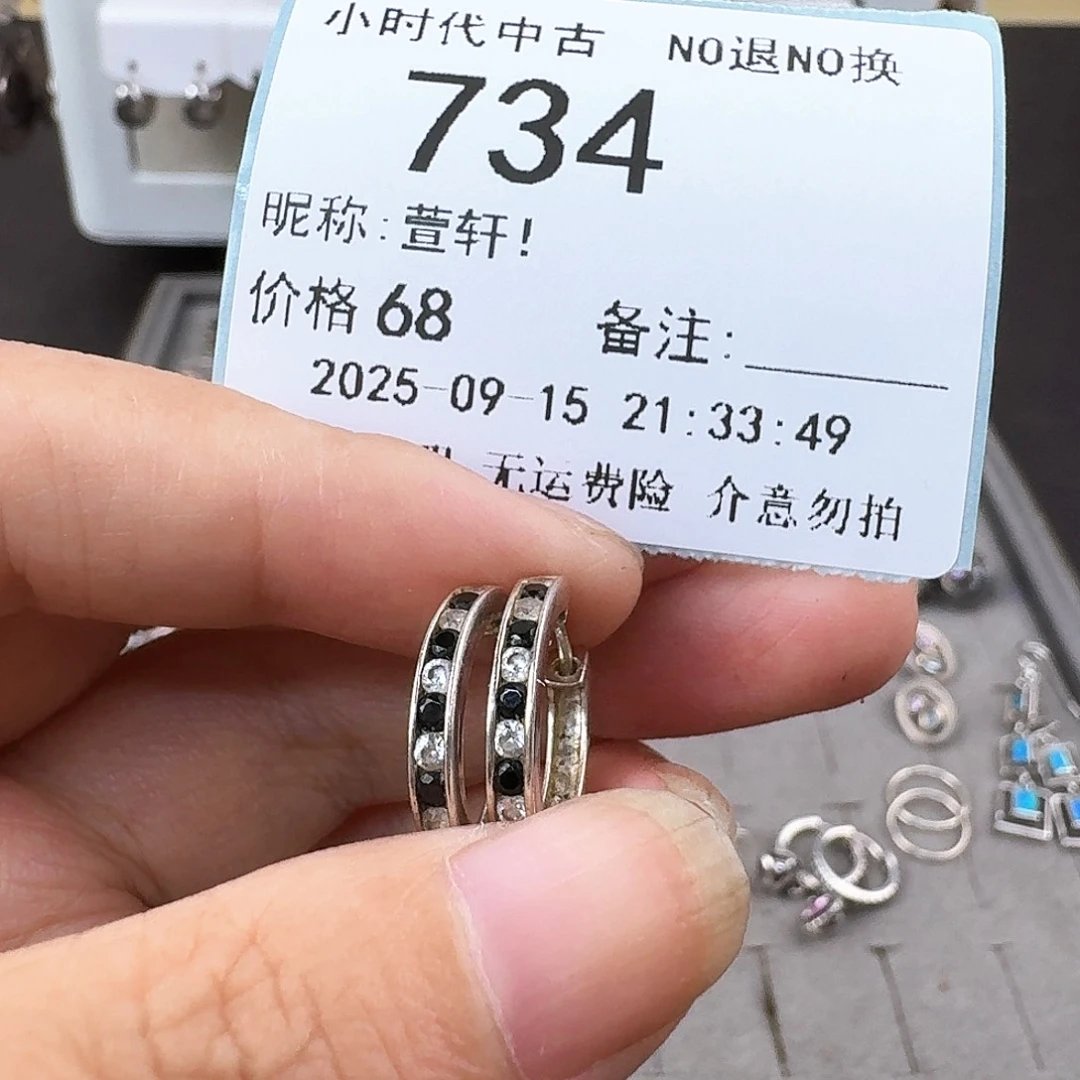 小时代中古 NO退NO换
734
昵称:萱轩!
价格 68 备注:
2025-09-15 21:33:49
无运费险 介意勿拍